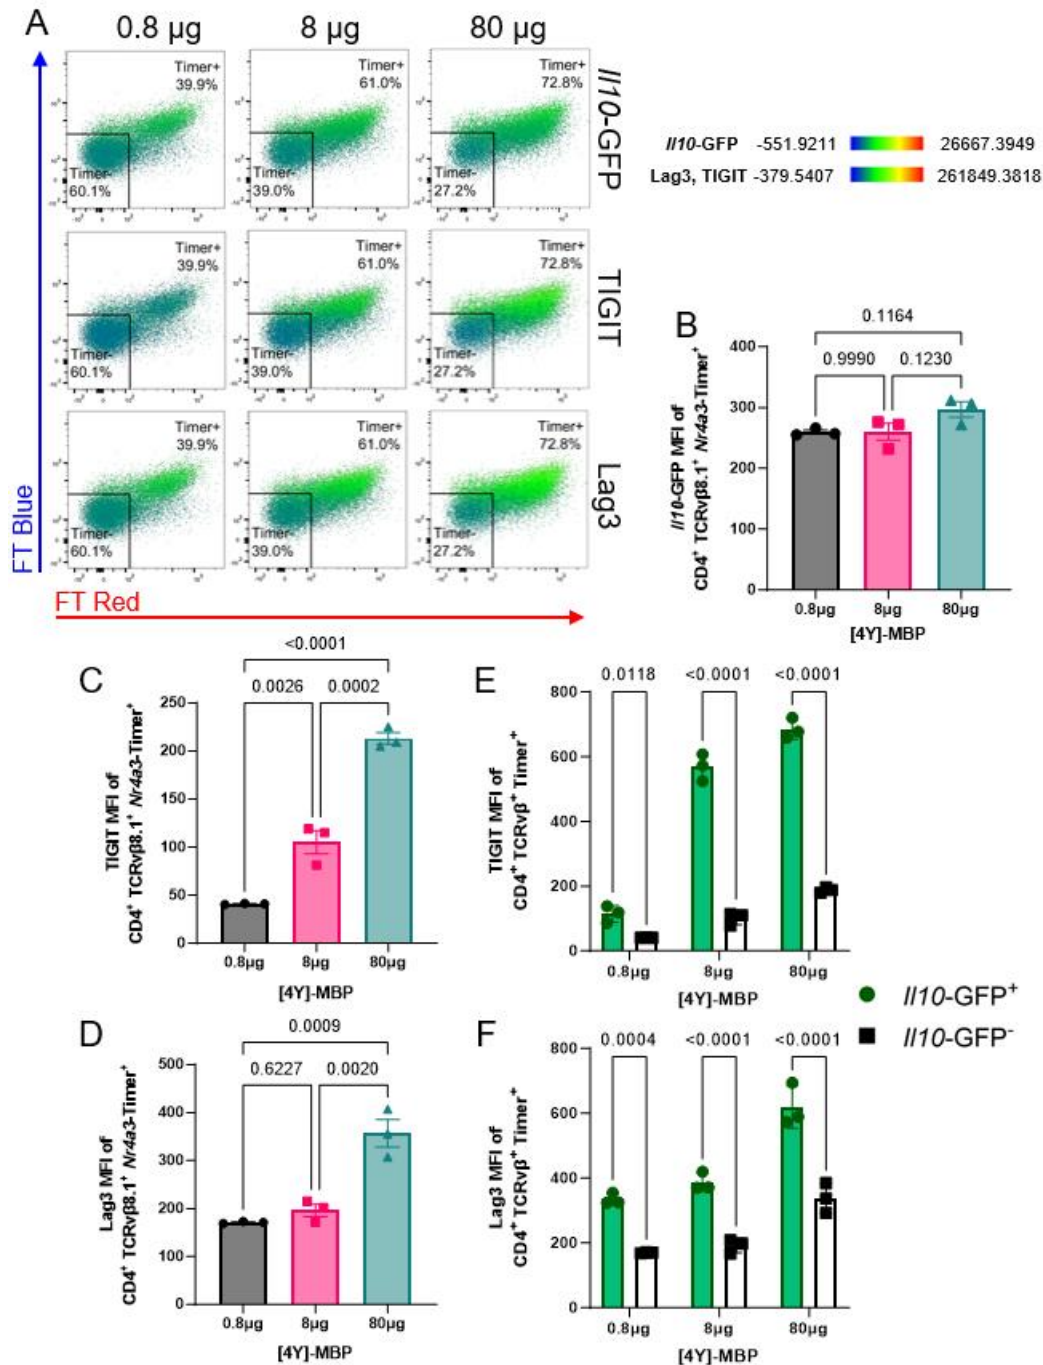 A
0.8 µg 8 µg 80 µg
Timer+
39.9%
Timer-
60.1%
Timer+
61.0%
Timer-
39.0%
Timer+
72.8%
Timer-
27.2%
Il10-GFP
Timer+
39.9%
Timer-
60.1%
Timer+
61.0%
Timer-
39.0%
Timer+
72.8%
Timer-
27.2%
TIGIT
Timer+
39.9%
Timer-
60.1%
Timer+
61.0%
Timer-
39.0%
Timer+
72.8%
Timer-
27.2%
Lag3
FT Blue
FT Red
Il10-GFP -551.9211 26667.3949
Lag3, TIGIT -379.5407 261849.3818
B
0.1164
0.9990 0.1230
400
300
200
100
0
Il10-GFP MFI of
CD4⁺ TCRvβ8.1⁺ Nr4a3-Timer⁺
0.8µg 8µg 80µg
[4Y]-MBP
C
<0.0001
0.0026 0.0002
250
200
150
100
50
0
TIGIT MFI of
CD4⁺ TCRvβ8.1⁺ Nr4a3-Timer⁺
0.8µg 8µg 80µg
[4Y]-MBP
E
0.0118 <0.0001 <0.0001
800
600
400
200
0
TIGIT MFI of
CD4⁺ TCRvβ⁺ Timer⁺
0.8µg 8µg 80µg
[4Y]-MBP
Il10-GFP⁺
Il10-GFP⁻
D
0.0009
0.6227 0.0020
500
400
300
200
100
0
Lag3 MFI of
CD4⁺ TCRvβ8.1⁺ Nr4a3-Timer⁺
0.8µg 8µg 80µg
[4Y]-MBP
F
0.0004 <0.0001 <0.0001
800
600
400
200
0
Lag3 MFI of
CD4⁺ TCRvβ⁺ Timer⁺
0.8µg 8µg 80µg
[4Y]-MBP